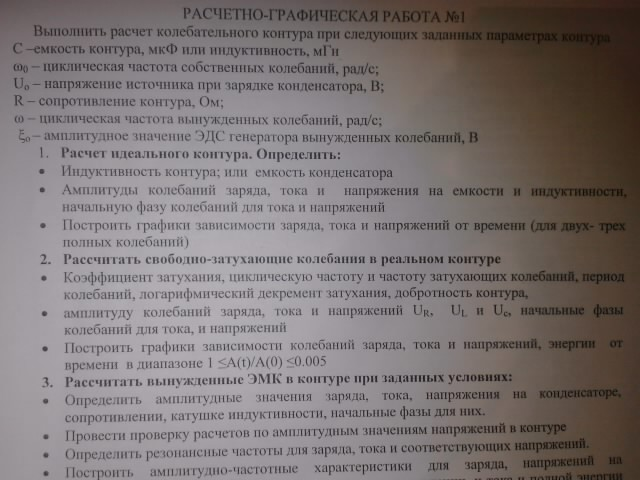 РАСЧЕТНО-ГРАФИЧЕСКАЯ РАБОТА №1
Выполнить расчет колебательного контура при следующих заданных параметрах контура
С –емкость контура, мкФ или индуктивность, мГн
ω₀ – циклическая частота собственных колебаний, рад/с;
Uₒ – напряжение источника при зарядке конденсатора, В;
R – сопротивление контура, Ом;
ω – циклическая частота вынужденных колебаний, рад/с;
ξₒ – амплитудное значение ЭДС генератора вынужденных колебаний, В
1. Расчет идеального контура. Определить:
• Индуктивность контура; или емкость конденсатора
• Амплитуды колебаний заряда, тока и напряжения на емкости и индуктивности,
начальную фазу колебаний для тока и напряжений
• Построить графики зависимости заряда, тока и напряжений от времени (для двух- трех
полных колебаний)
2. Рассчитать свободно-затухающие колебания в реальном контуре
• Коэффициент затухания, циклическую частоту и частоту затухающих колебаний, период
колебаний, логарифмический декремент затухания, добротность контура,
• амплитуду колебаний заряда, тока и напряжений U_R, U_L и U_c, начальные фазы
колебаний для тока, и напряжений
• Построить графики зависимости колебаний заряда, тока и напряжений, энергии от
времени в диапазоне 1 ≤A(t)/A(0) ≤0.005
3. Рассчитать вынужденные ЭМК в контуре при заданных условиях:
• Определить амплитудные значения заряда, тока, напряжения на конденсаторе,
сопротивлении, катушке индуктивности, начальные фазы для них.
• Провести проверку расчетов по амплитудным значениям напряжений в контуре
• Определить резонансные частоты для заряда, тока и соответствующих напряжений.
• Построить амплитудно-частотные характеристики для заряда, напряжений на
и тока и полной энергии